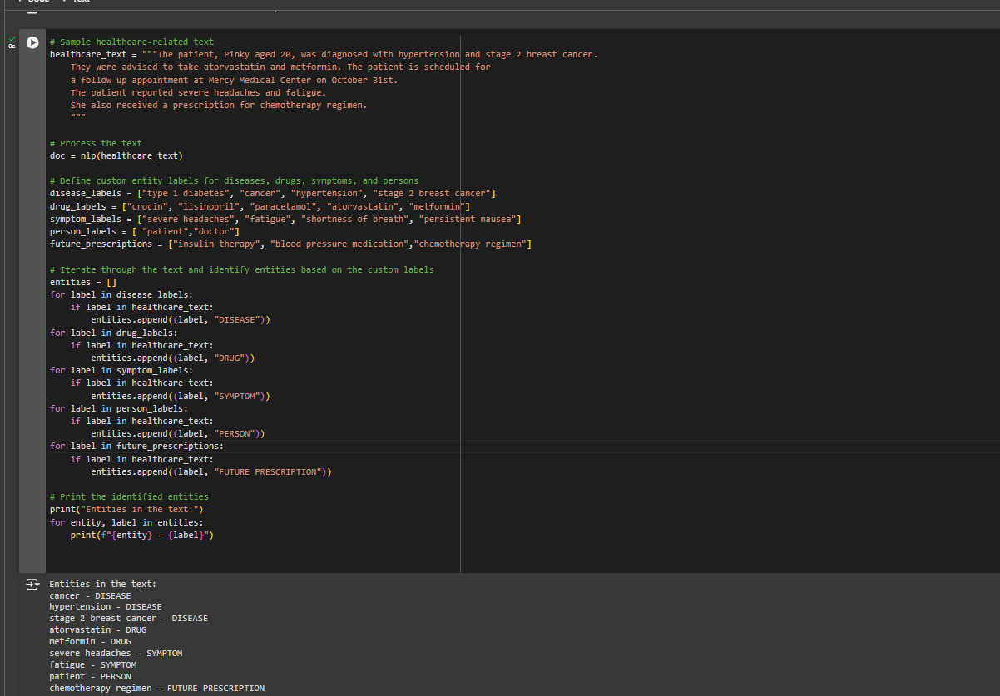 Code Text
0s
# Sample healthcare-related text
healthcare_text = """The patient, Pinky aged 20, was diagnosed with hypertension and stage 2 breast cancer.
    They were advised to take atorvastatin and metformin. The patient is scheduled for
    a follow-up appointment at Mercy Medical Center on October 31st.
    The patient reported severe headaches and fatigue.
    She also received a prescription for chemotherapy regimen.
    """
# Process the text
doc = nlp(healthcare_text)
# Define custom entity labels for diseases, drugs, symptoms, and persons
disease_labels = ["type 1 diabetes", "cancer", "hypertension", "stage 2 breast cancer"]
drug_labels = ["crocin", "lisinopril", "paracetamol", "atorvastatin", "metformin"]
symptom_labels = ["severe headaches", "fatigue", "shortness of breath", "persistent nausea"]
person_labels = [ "patient","doctor"]
future_prescriptions = ["insulin therapy", "blood pressure medication","chemotherapy regimen"]
# Iterate through the text and identify entities based on the custom labels
entities = []
for label in disease_labels:
    if label in healthcare_text:
        entities.append((label, "DISEASE"))
for label in drug_labels:
    if label in healthcare_text:
        entities.append((label, "DRUG"))
for label in symptom_labels:
    if label in healthcare_text:
        entities.append((label, "SYMPTOM"))
for label in person_labels:
    if label in healthcare_text:
        entities.append((label, "PERSON"))
for label in future_prescriptions:
    if label in healthcare_text:
        entities.append((label, "FUTURE PRESCRIPTION"))
# Print the identified entities
print("Entities in the text:")
for entity, label in entities:
    print(f"{entity} - {label}")
Entities in the text:
cancer - DISEASE
hypertension - DISEASE
stage 2 breast cancer - DISEASE
atorvastatin - DRUG
metformin - DRUG
severe headaches - SYMPTOM
fatigue - SYMPTOM
patient - PERSON
chemotherapy regimen - FUTURE PRESCRIPTION